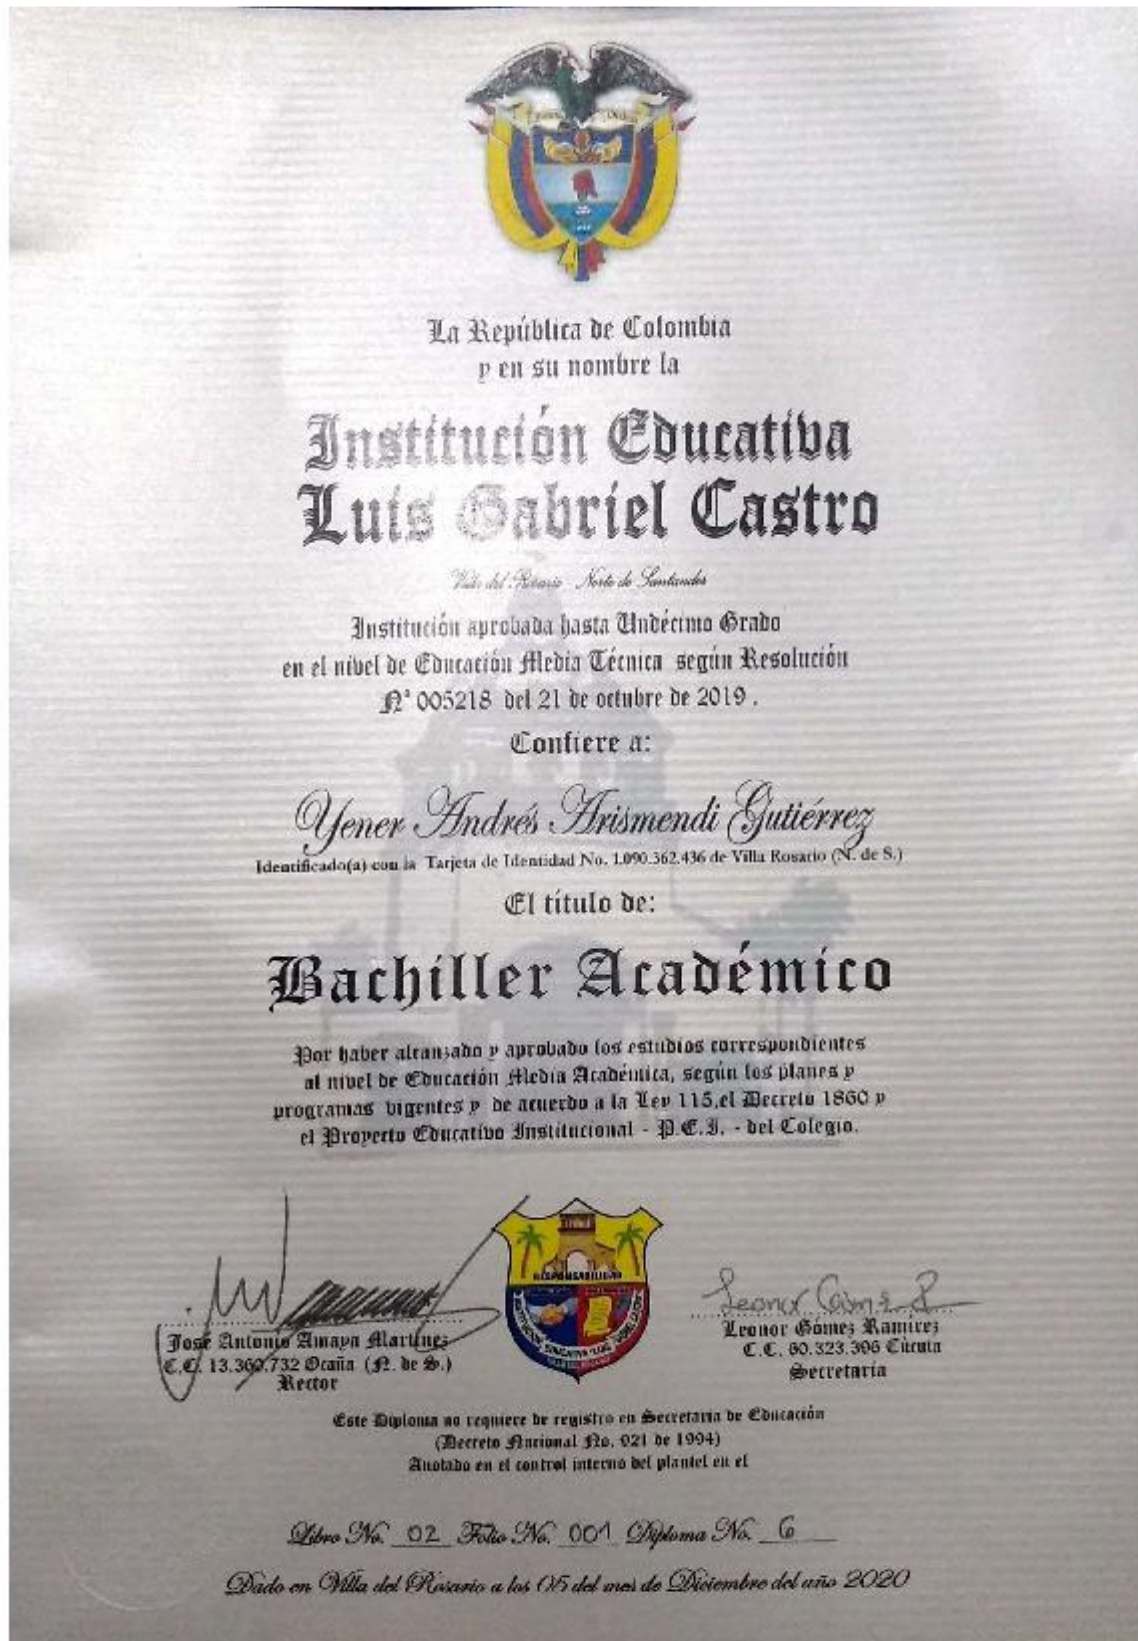 La República de Colombia
y en su nombre la
Institución Educativa
Luis Gabriel Castro
Villa del Rosario - Norte de Santander
Institución aprobada hasta Undécimo Grado
en el nivel de Educación Media Técnica según Resolución
N° 005218 del 21 de octubre de 2019 .
Confiere a:
Yener Andrés Arismendi Gutiérrez
Identificado(a) con la Tarjeta de Identidad No. 1.090.362.436 de Villa Rosario (N. de S.)
El título de:
Bachiller Académico
Por haber alcanzado y aprobado los estudios correspondientes
al nivel de Educación Media Académica, según los planes y
programas vigentes y de acuerdo a la Ley 115,el Decreto 1860 y
el Proyecto Educativo Institucional - P.E.I. - del Colegio.
RESPONSABILIDAD
José Antonio Amaya Martínez
C.C. 13.360.732 Ocaña (N. de S.)
Rector
Leonor Gómez R
Leonor Gómez Ramírez
C.C. 60.323.396 Cúcuta
Secretaria
Este Diploma no requiere de registro en Secretaria de Educación
(Decreto Nacional No. 921 de 1994)
Anotado en el control interno del plantel en el
Libro No. 02 Folio No. 001 Diploma No. 6
Dado en Villa del Rosario a los 05 del mes de Diciembre del año 2020